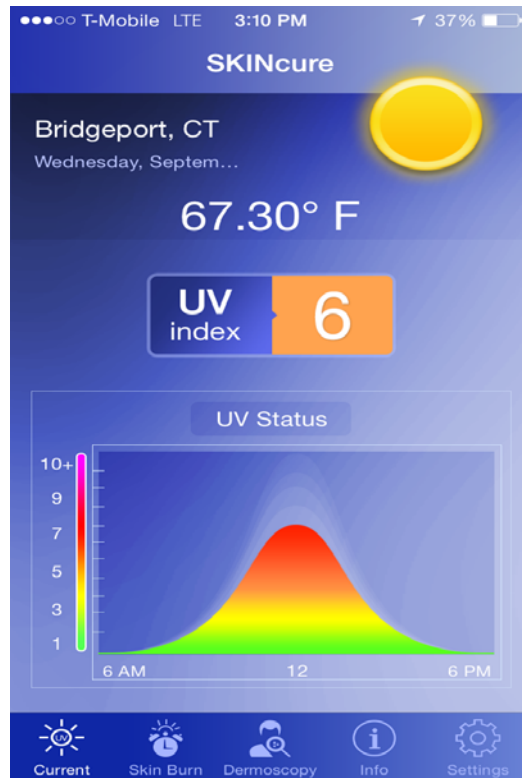 T-Mobile LTE 3:10 PM 37%
SKINcure
Bridgeport, CT
Wednesday, Septem...
67.30° F
UV index 6
UV Status
10+
9
7
5
3
1
6 AM 12 6 PM
UV
Current Skin Burn Dermoscopy Info Settings